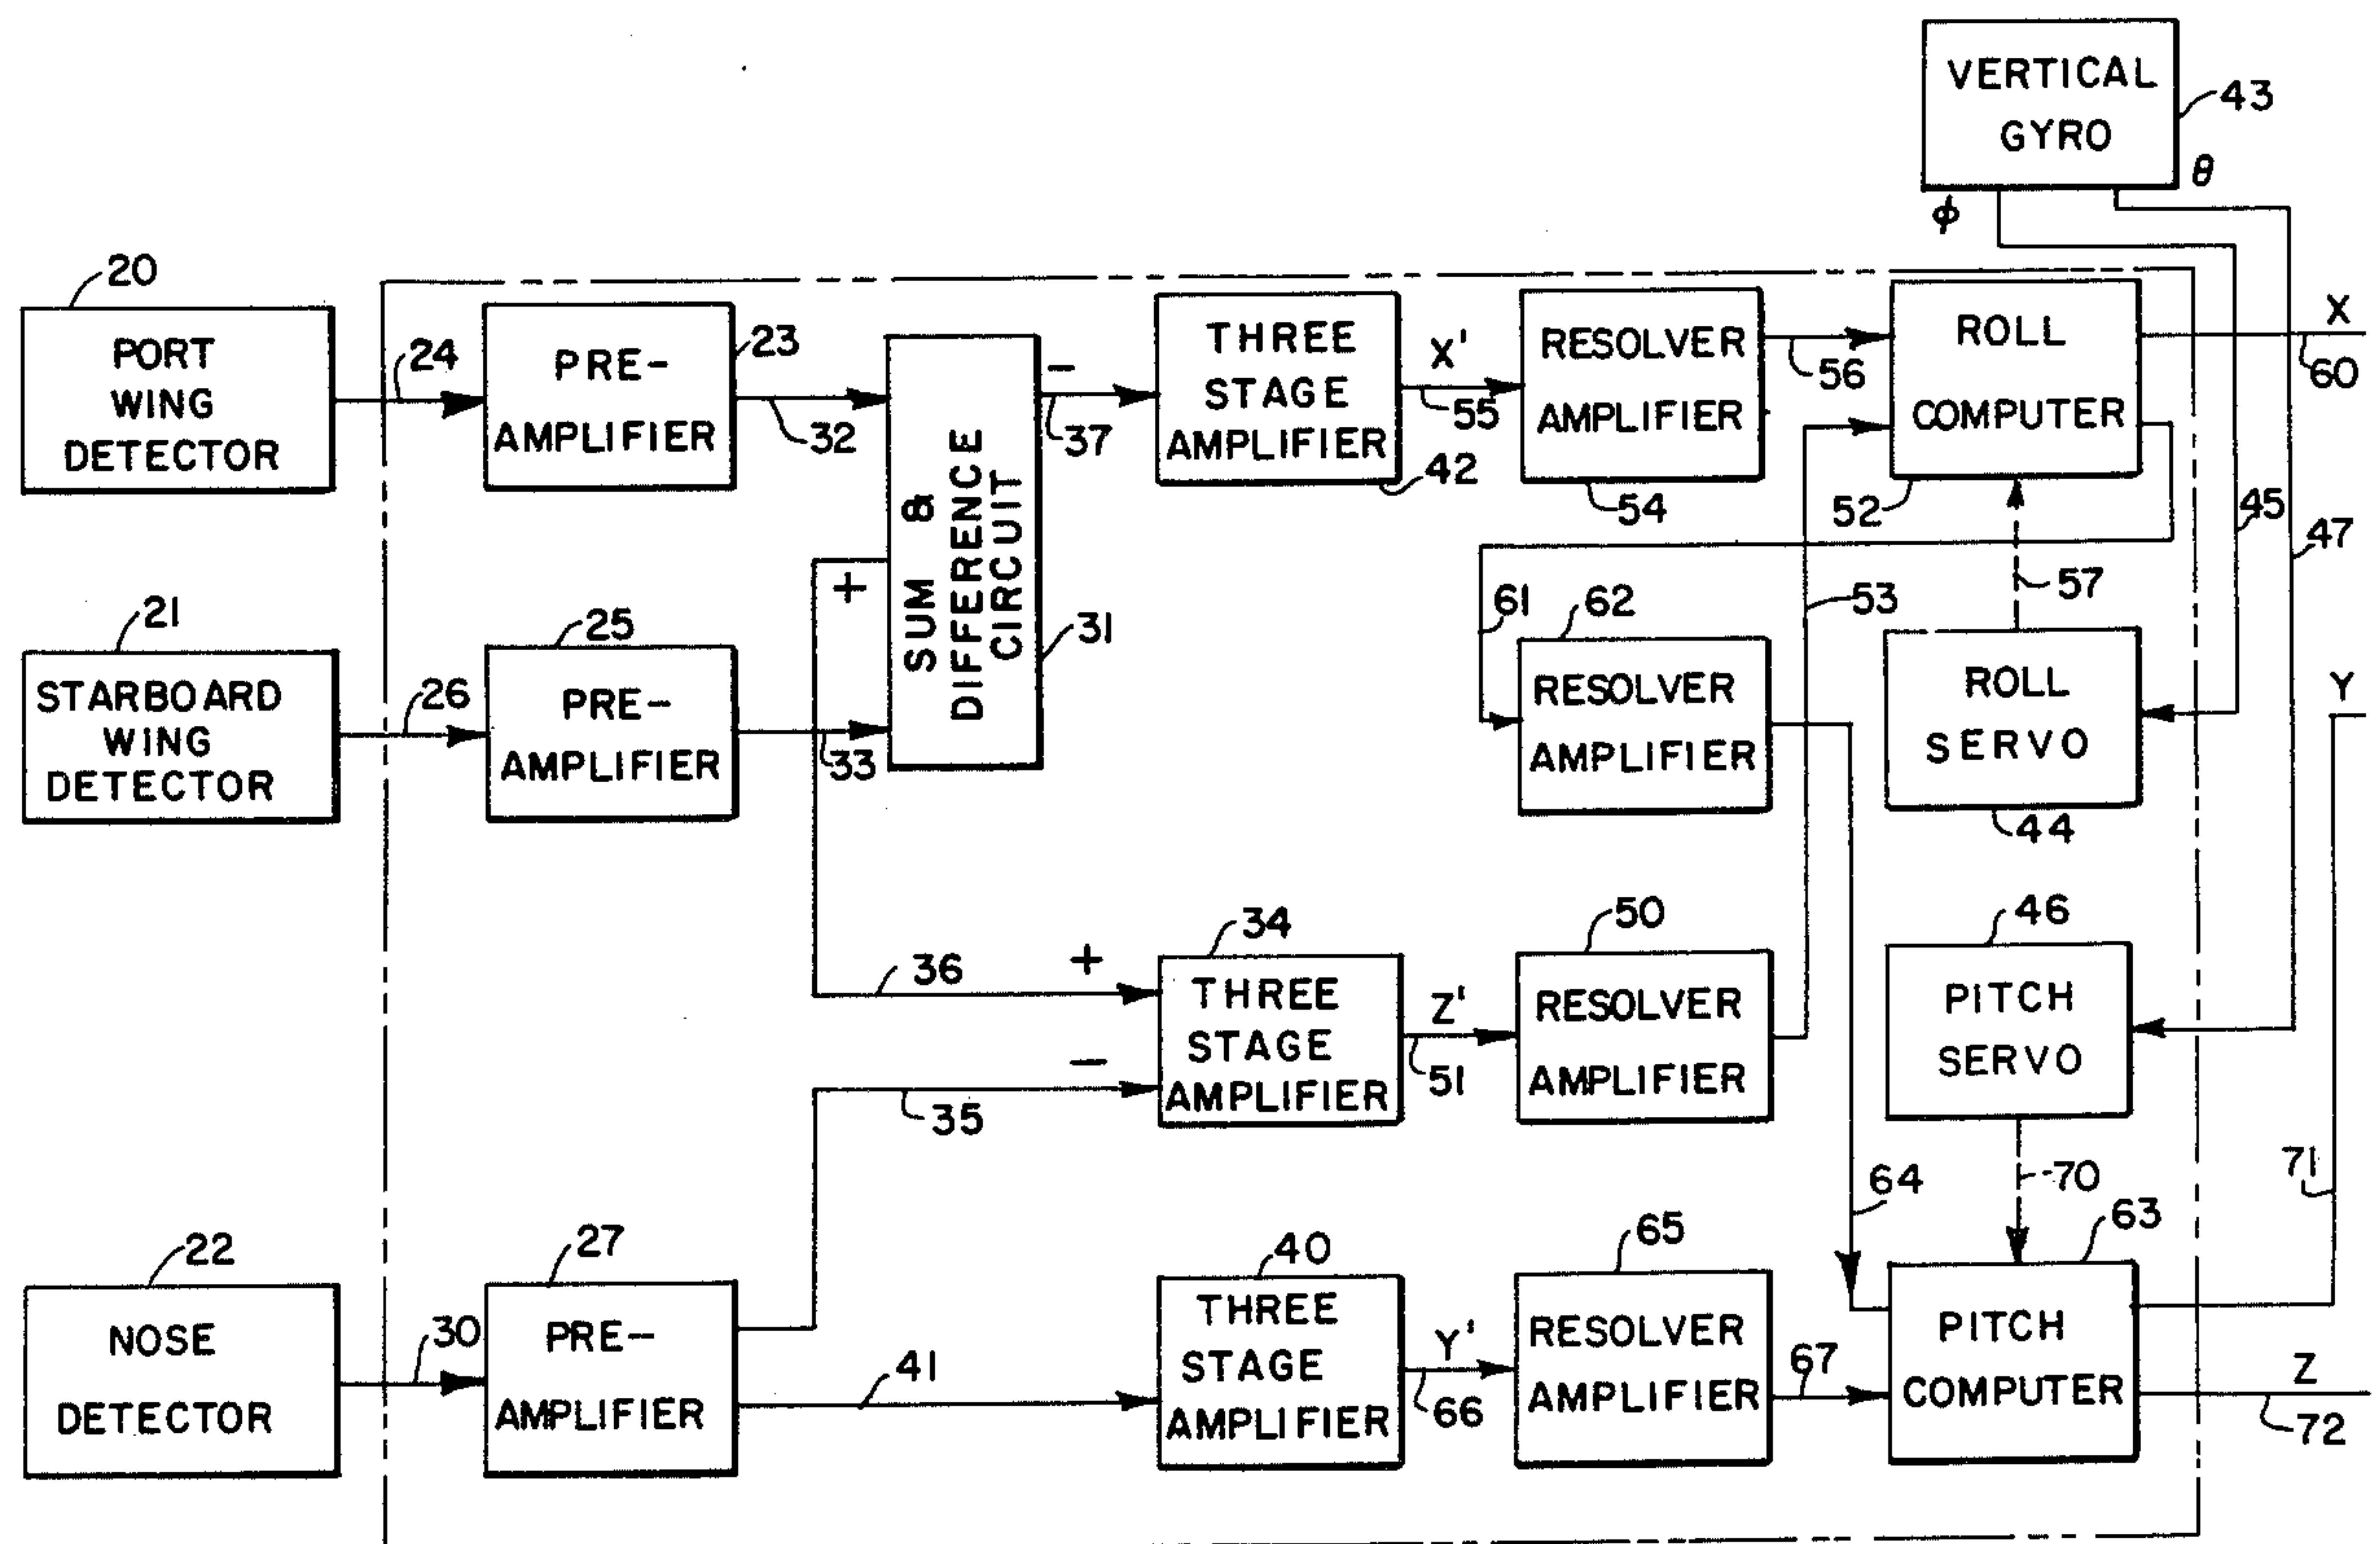 VERTICAL
GYRO
43
θ
φ
20
PORT
WING
DETECTOR
24
PRE-
AMPLIFIER
23
32
SUM &
DIFFERENCE
CIRCUIT
31
-
37
THREE
STAGE
AMPLIFIER
42
X'
55
RESOLVER
AMPLIFIER
54
56
ROLL
COMPUTER
52
X
60
45
47
57
53
61
62
RESOLVER
AMPLIFIER
ROLL
SERVO
44
Y
21
STARBOARD
WING
DETECTOR
26
25
PRE-
AMPLIFIER
33
+
36
+
34
THREE
STAGE
AMPLIFIER
-
35
Z'
51
50
RESOLVER
AMPLIFIER
46
PITCH
SERVO
70
64
71
22
NOSE
DETECTOR
30
27
PRE-
AMPLIFIER
41
40
THREE
STAGE
AMPLIFIER
Y'
66
65
RESOLVER
AMPLIFIER
67
63
PITCH
COMPUTER
Z
72